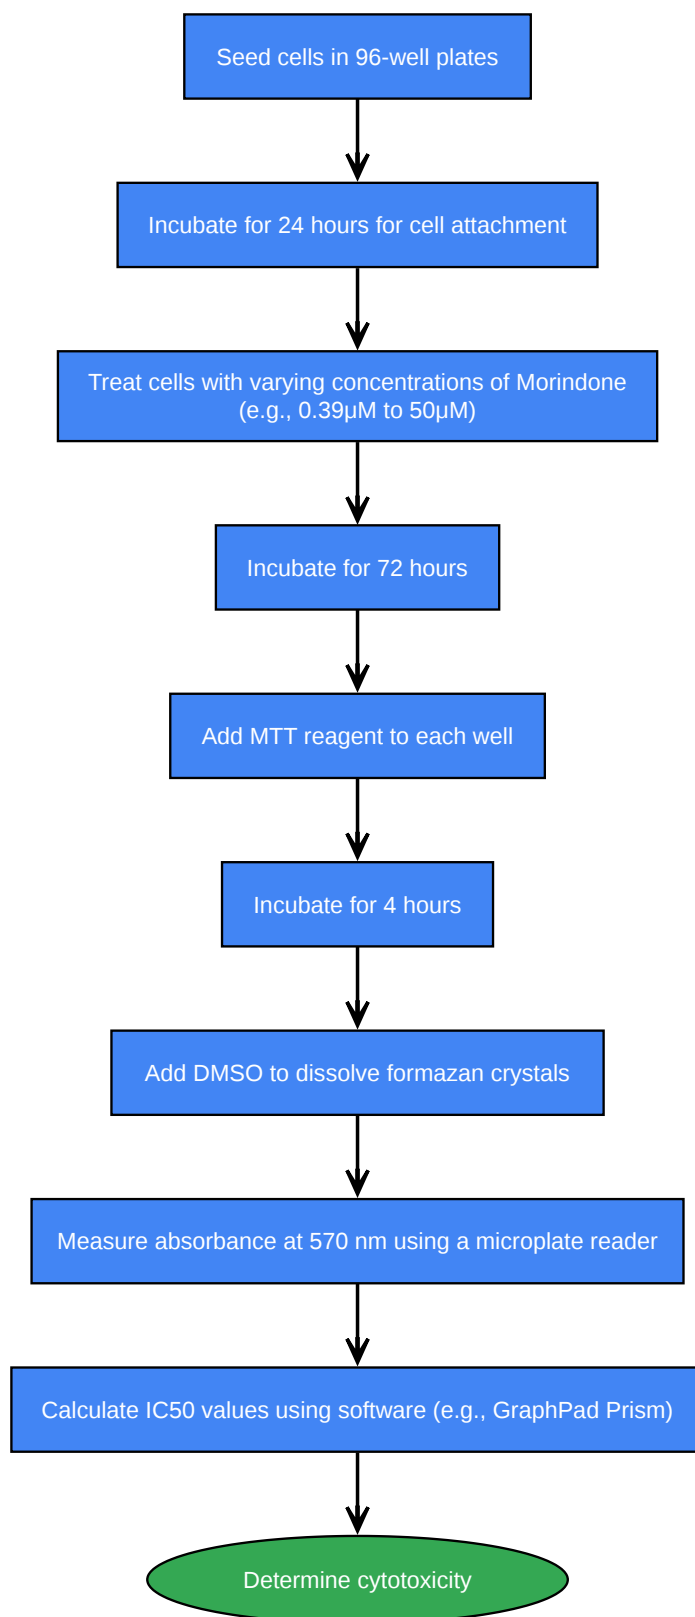 Seed cells in 96-well plates
Incubate for 24 hours for cell attachment
Treat cells with varying concentrations of Morindone
(e.g., 0.39μM to 50μM)
Incubate for 72 hours
Add MTT reagent to each well
Incubate for 4 hours
Add DMSO to dissolve formazan crystals
Measure absorbance at 570 nm using a microplate reader
Calculate IC50 values using software (e.g., GraphPad Prism)
Determine cytotoxicity